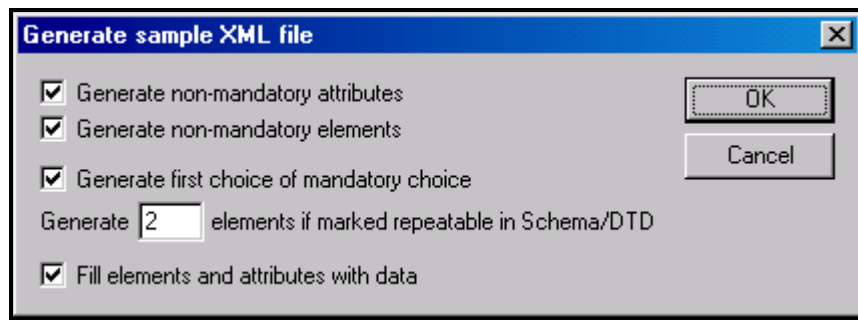 Generate sample XML file
Generate non-mandatory attributes
OK
Generate non-mandatory elements
Cancel
Generate first choice of mandatory choice
Generate 2 elements if marked repeatable in Schema/DTD
Fill elements and attributes with data